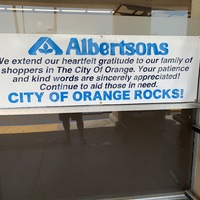 Albertsons
We extend our heartfelt gratitude to our family of
shoppers in The City Of Orange. Your patience
and kind words are sincerely appreciated!
Continue to aid those in need.
CITY OF ORANGE ROCKS!